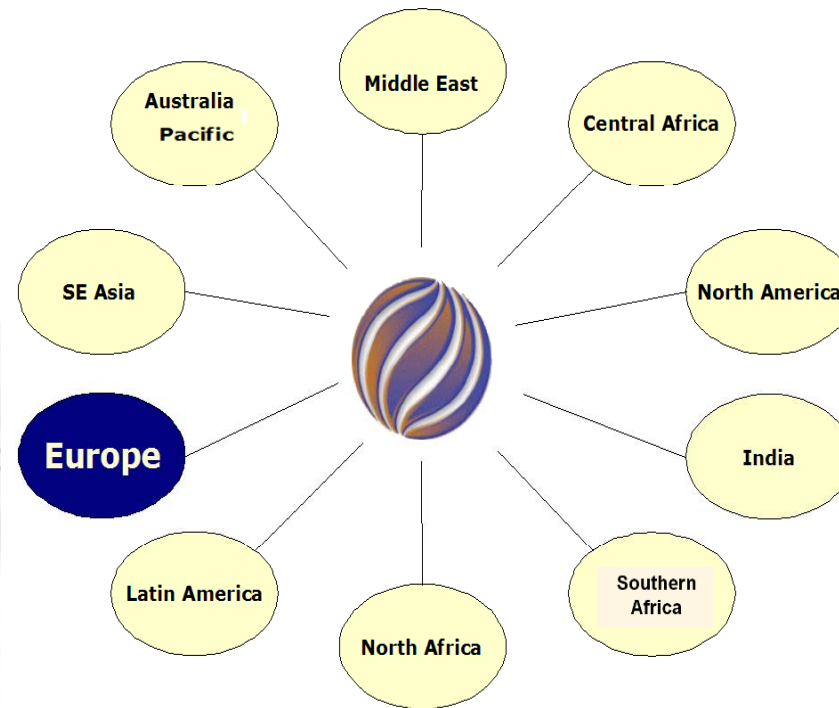 Middle East
Australia
Pacific
Central Africa
SE Asia
North America
Europe
India
Latin America
Southern
Africa
North Africa